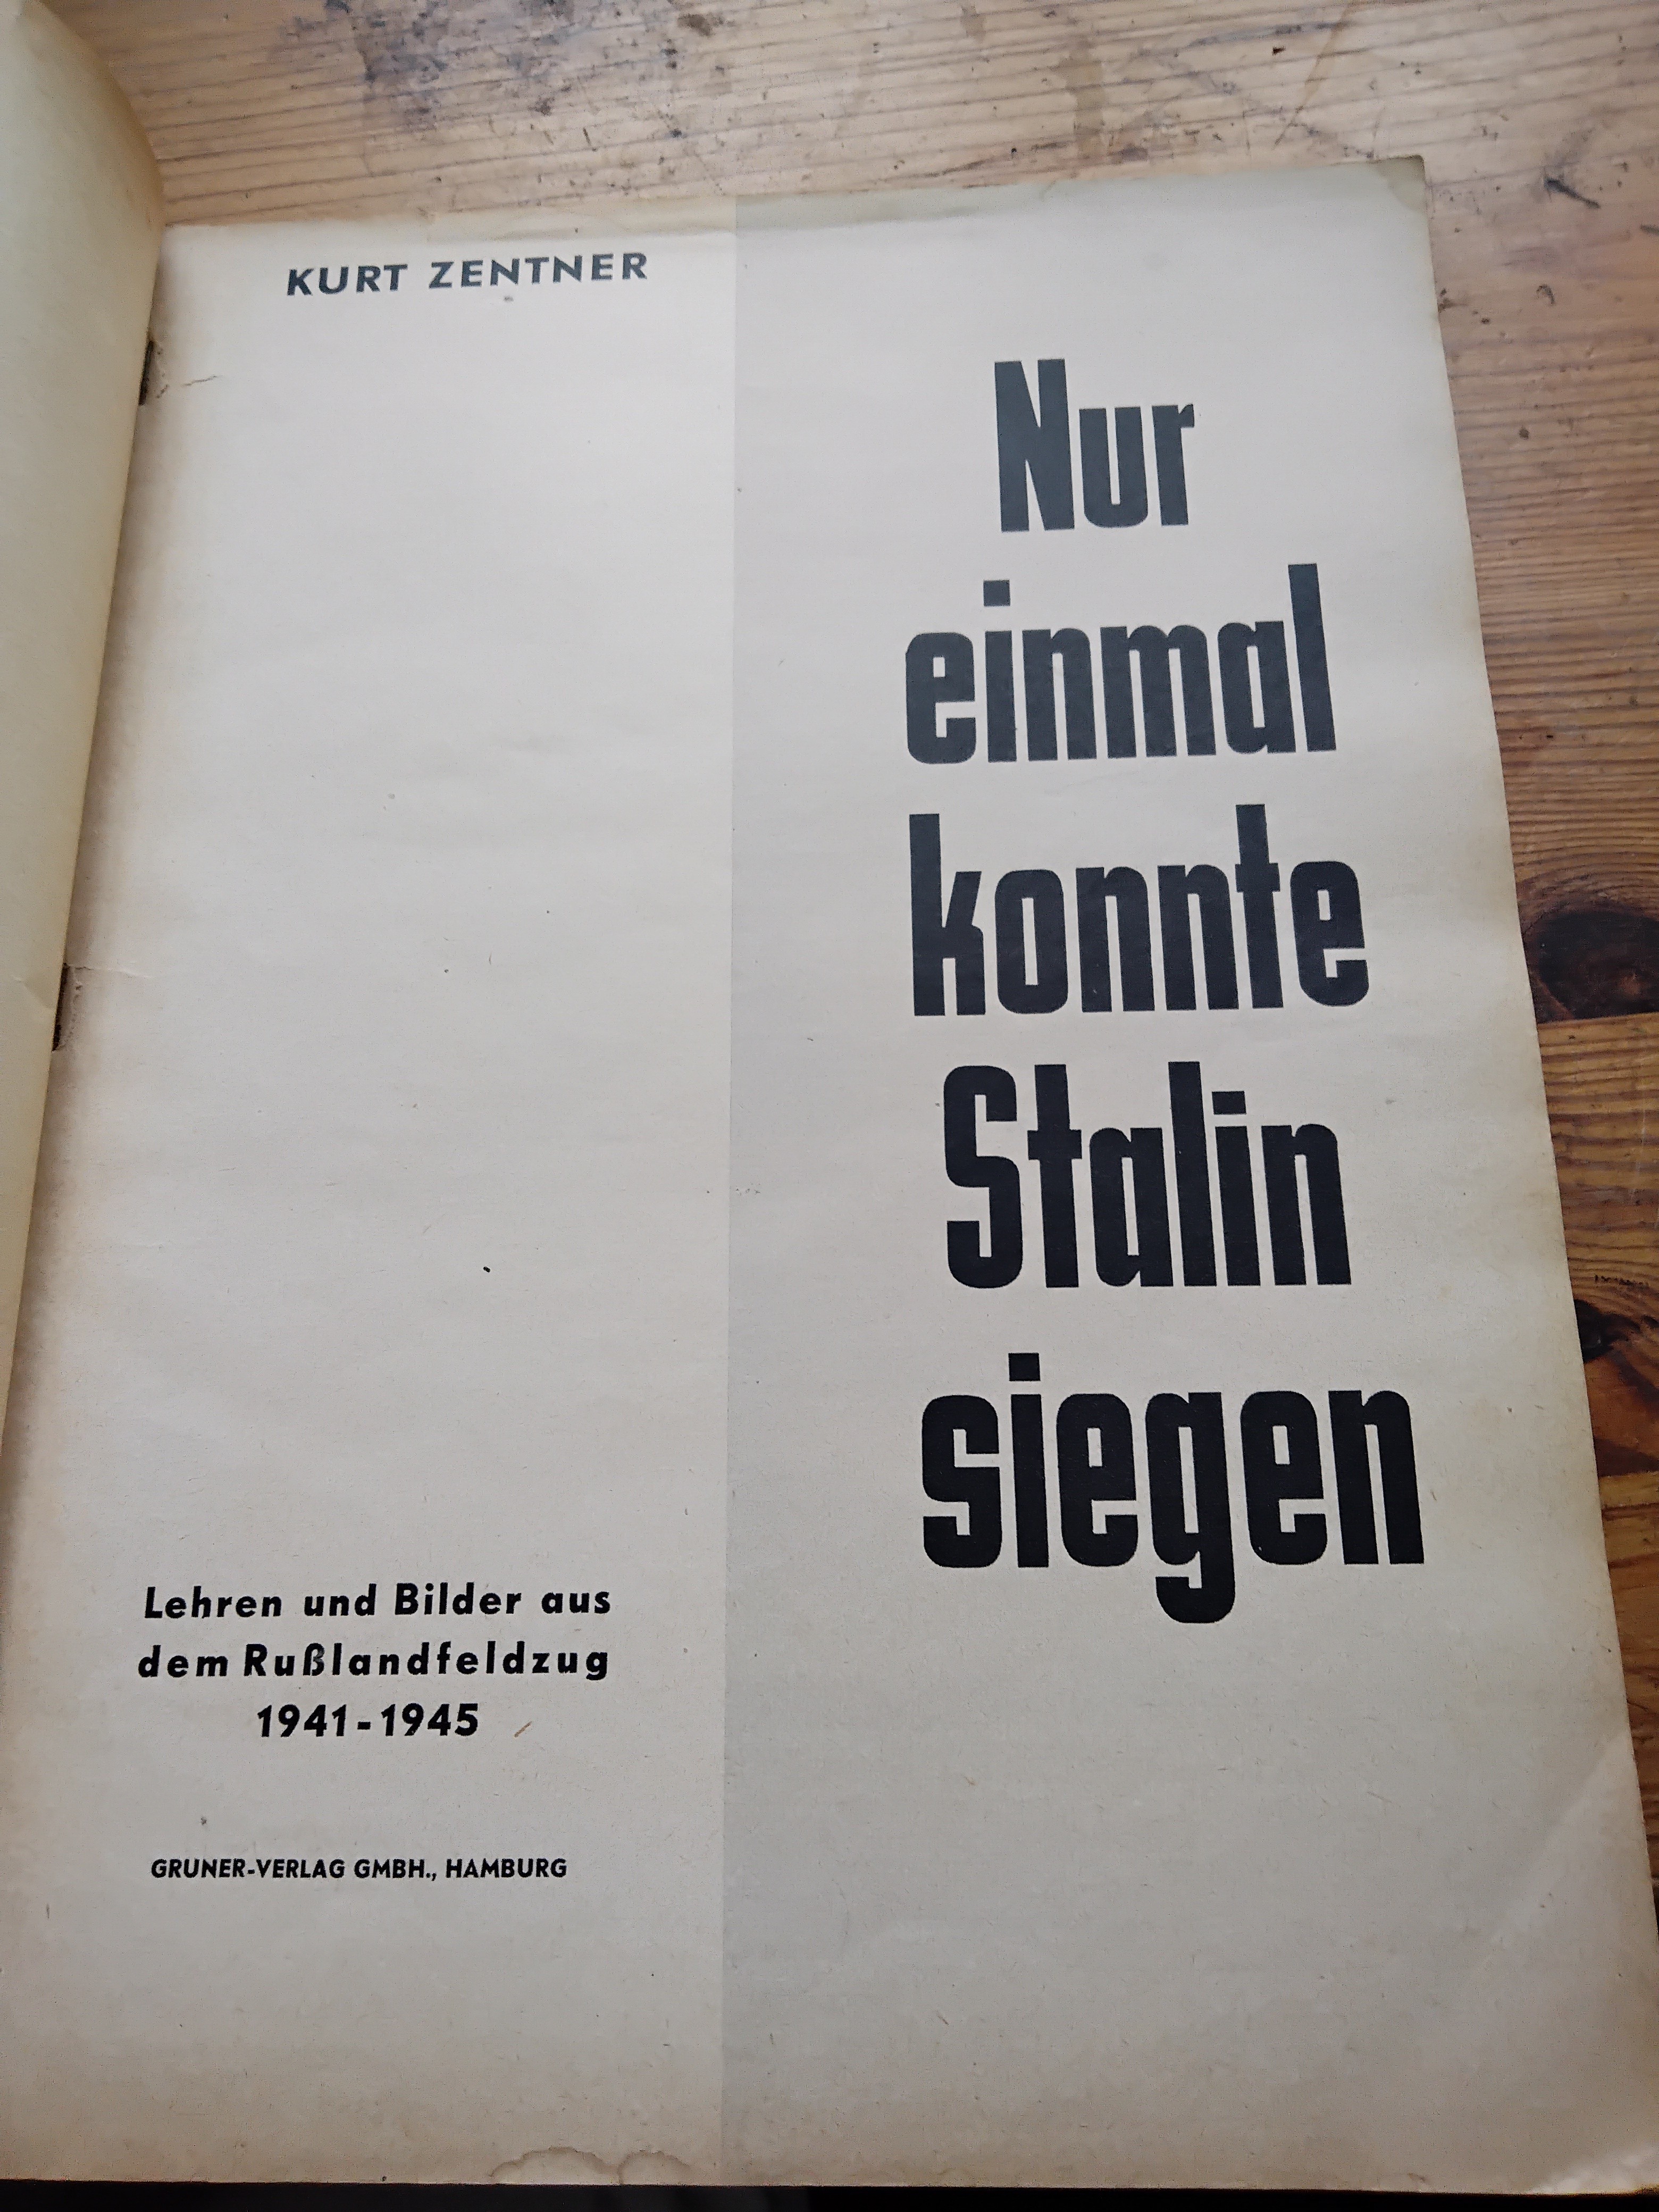 KURT ZENTNER
Nur
einmal
konnte
Stalin
siegen
Lehren und Bilder aus
dem Rußlandfeldzug
1941-1945
GRUNER-VERLAG GMBH., HAMBURG